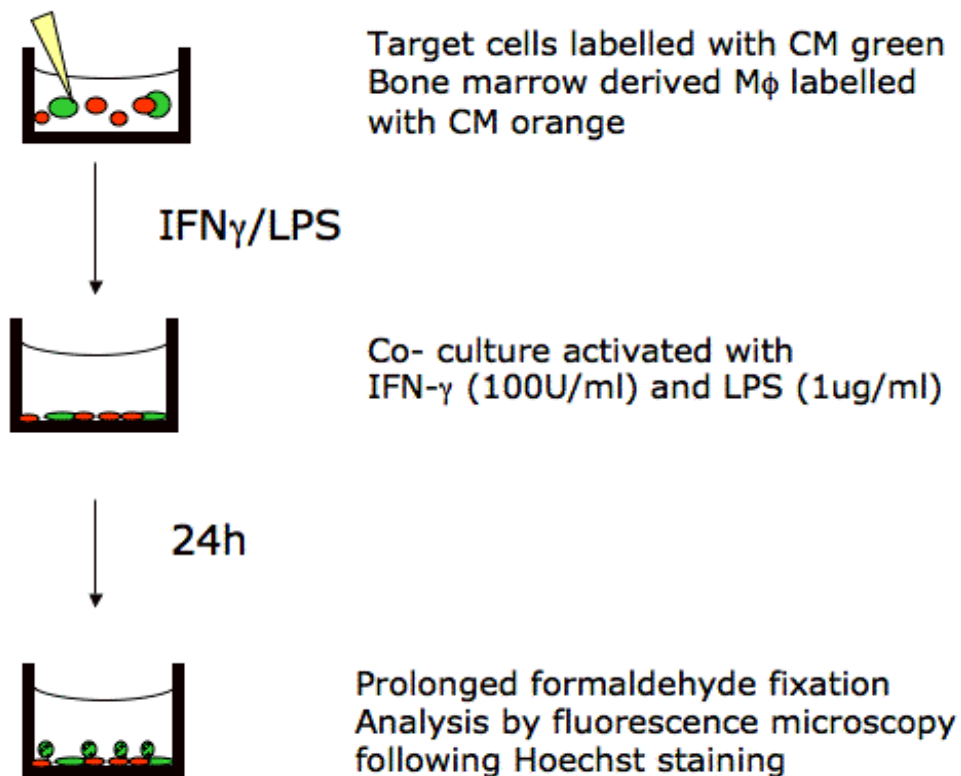 Target cells labelled with CM green
Bone marrow derived Mϕ labelled
with CM orange
IFNγ/LPS
Co- culture activated with
IFN-γ (100U/ml) and LPS (1ug/ml)
24h
Prolonged formaldehyde fixation
Analysis by fluorescence microscopy
following Hoechst staining